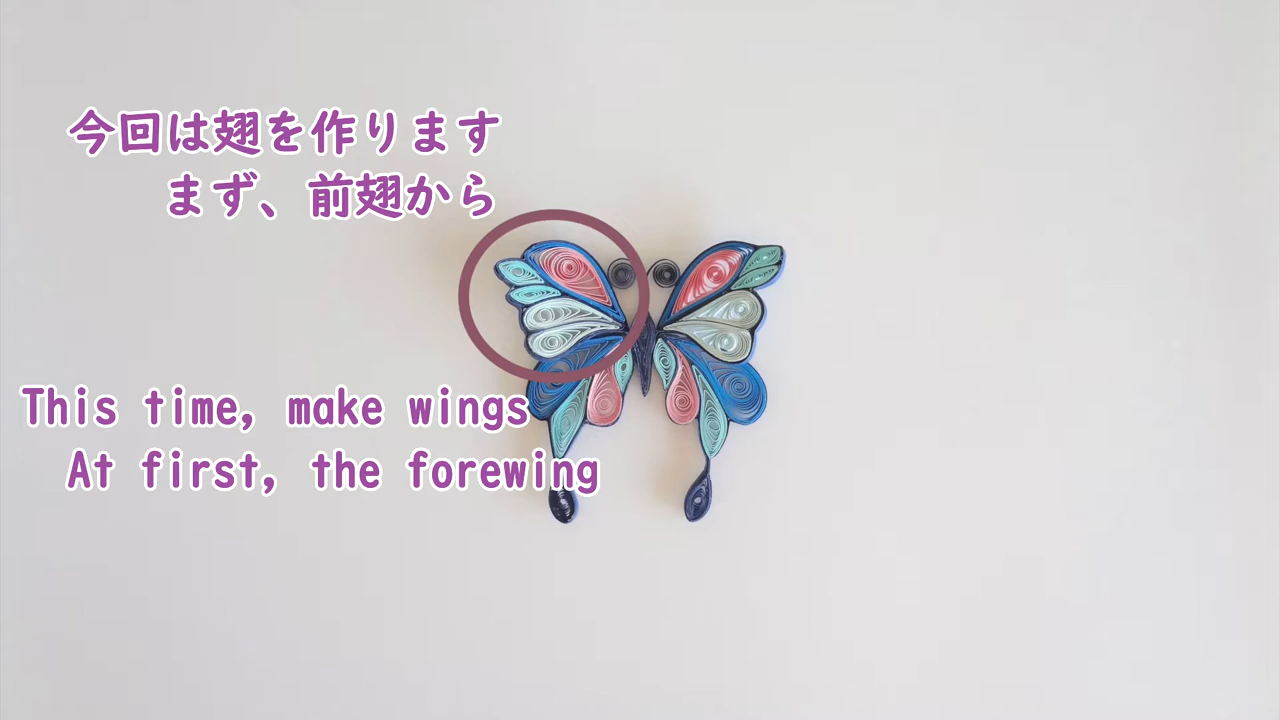 今回は翅を作ります
まず、前翅から
This time, make wings
At first, the forewing